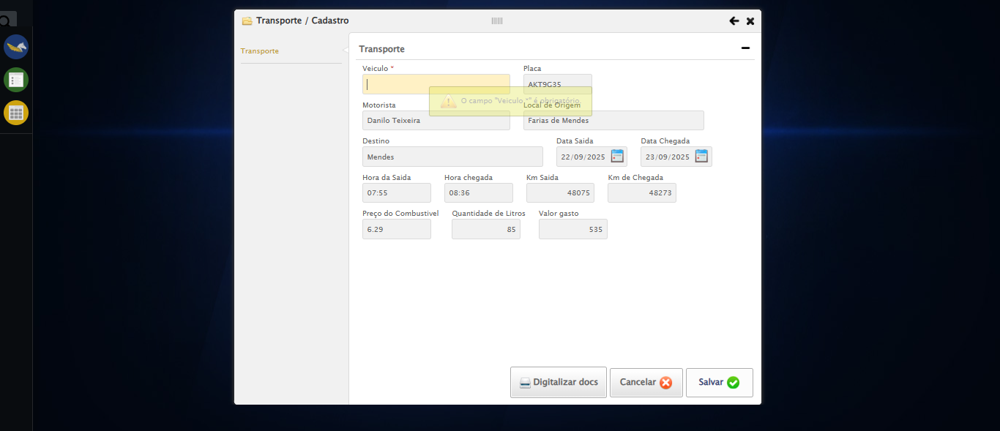 Transporte / Cadastro
Transporte
Transporte
Veiculo * Placa
AKT9G35
O campo "Veiculo *" é obrigatório.
Motorista Local de Origem
Danilo Teixeira Farias de Mendes
Destino Data Saida Data Chegada
Mendes 22/09/2025 23/09/2025
Hora da Saida Hora chegada Km Saida Km de Chegada
07:55 08:36 48075 48273
Preço do Combustivel Quantidade de Litros Valor gasto
6.29 85 535
Digitalizar docs Cancelar Salvar